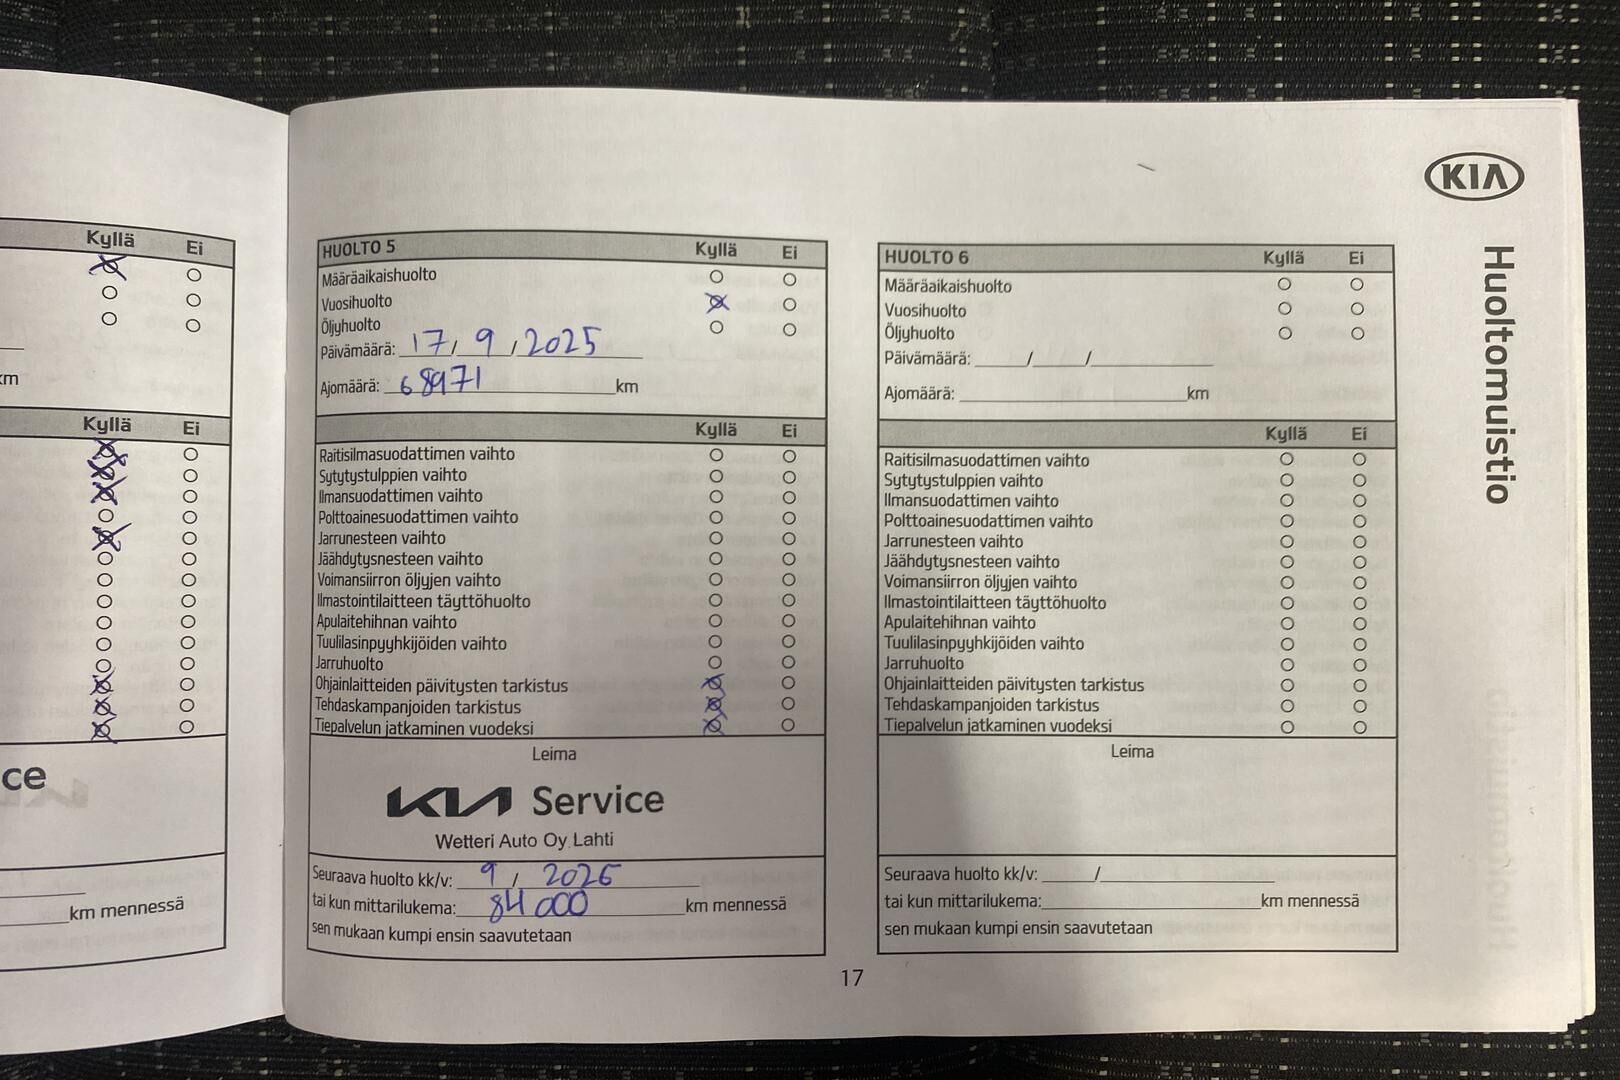 Kyllä Ei
km
Kyllä Ei
ce
km mennessä
HUOLTO 5 Kyllä Ei
Määräaikaishuolto
Vuosihuolto
Öljyhuolto
Päivämäärä: 17 / 9 / 2025
Ajomäärä: 68971 km
Kyllä Ei
Raitisilmasuodattimen vaihto
Sytytystulppien vaihto
Ilmansuodattimen vaihto
Polttoainesuodattimen vaihto
Jarrunesteen vaihto
Jäähdytysnesteen vaihto
Voimansiirron öljyjen vaihto
Ilmastointilaitteen täyttöhuolto
Apulaitehihnan vaihto
Tuulilasinpyyhkijöiden vaihto
Jarruhuolto
Ohjainlaitteiden päivitysten tarkistus
Tehdaskampanjoiden tarkistus
Tiepalvelun jatkaminen vuodeksi
Leima
KIA Service
Wetteri Auto Oy Lahti
Seuraava huolto kk/v: 9 / 2026
tai kun mittarilukema: 84 000 km mennessä
sen mukaan kumpi ensin saavutetaan
HUOLTO 6 Kyllä Ei
Määräaikaishuolto
Vuosihuolto
Öljyhuolto
Päivämäärä: / /
Ajomäärä: km
Kyllä Ei
Raitisilmasuodattimen vaihto
Sytytystulppien vaihto
Ilmansuodattimen vaihto
Polttoainesuodattimen vaihto
Jarrunesteen vaihto
Jäähdytysnesteen vaihto
Voimansiirron öljyjen vaihto
Ilmastointilaitteen täyttöhuolto
Apulaitehihnan vaihto
Tuulilasinpyyhkijöiden vaihto
Jarruhuolto
Ohjainlaitteiden päivitysten tarkistus
Tehdaskampanjoiden tarkistus
Tiepalvelun jatkaminen vuodeksi
Leima
Seuraava huolto kk/v: /
tai kun mittarilukema: km mennessä
sen mukaan kumpi ensin saavutetaan
17
KIA
Huoltomuistio